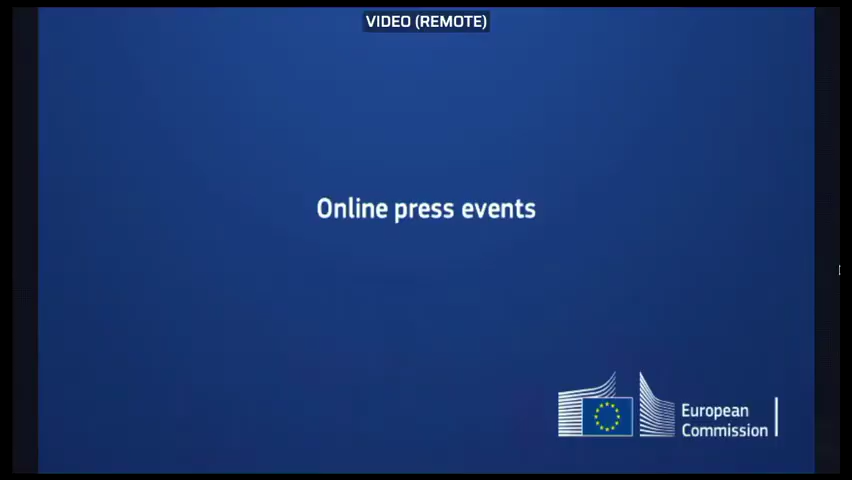 VIDEO (REMOTE)
Online press events
European
Commission